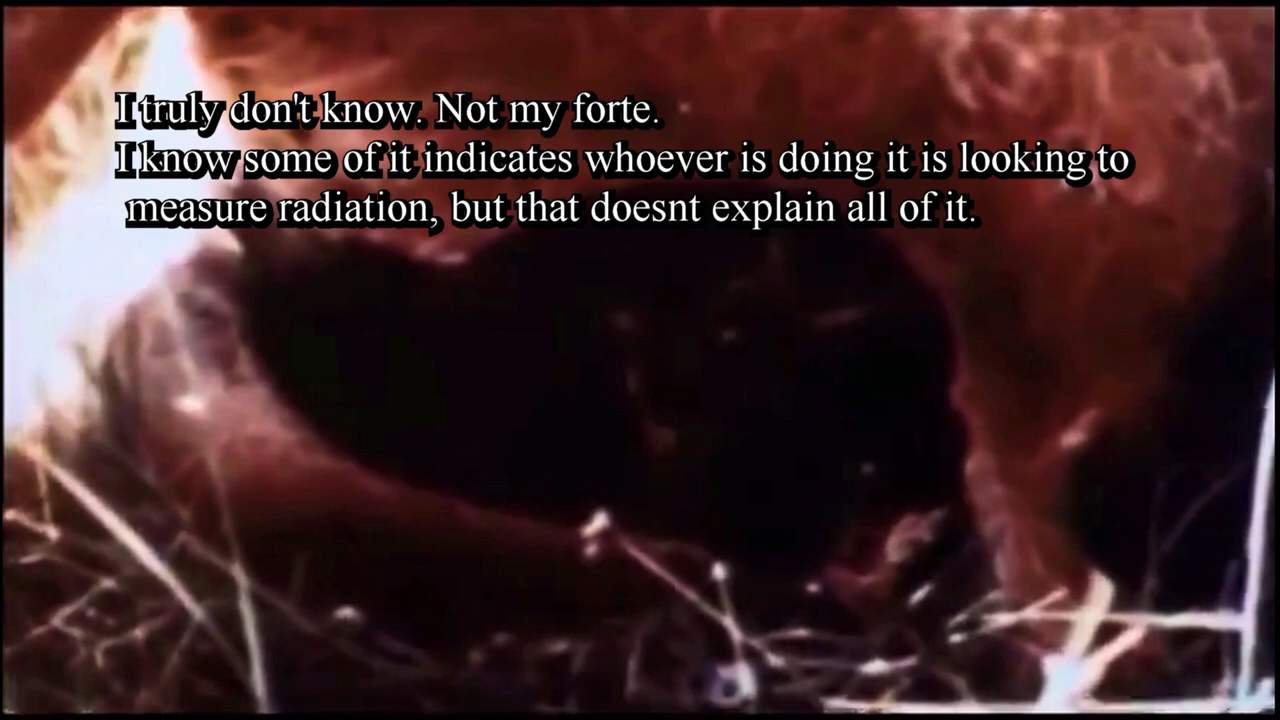 I truly don't know. Not my forte.
I know some of it indicates whoever is doing it is looking to
measure radiation, but that doesnt explain all of it.